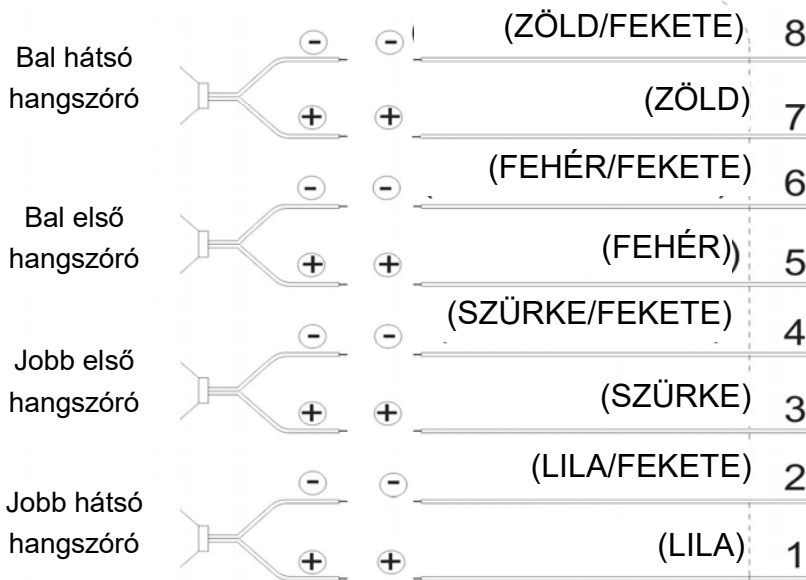 Bal hátsó
hangszóró
- - (ZÖLD/FEKETE) 8
+ + (ZÖLD) 7
Bal első
hangszóró
- - (FEHÉR/FEKETE) 6
+ + (FEHÉR)) 5
Jobb első
hangszóró
- - (SZÜRKE/FEKETE) 4
+ + (SZÜRKE) 3
Jobb hátsó
hangszóró
- - (LILA/FEKETE) 2
+ + (LILA) 1